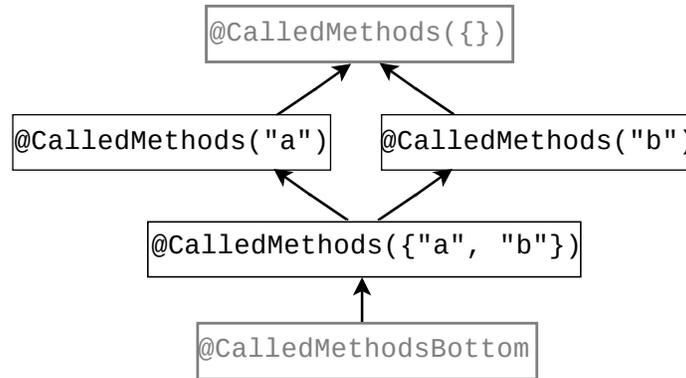 @CalledMethods({})
@CalledMethods("a")
@CalledMethods("b")
@CalledMethods({"a", "b"})
@CalledMethodsBottom